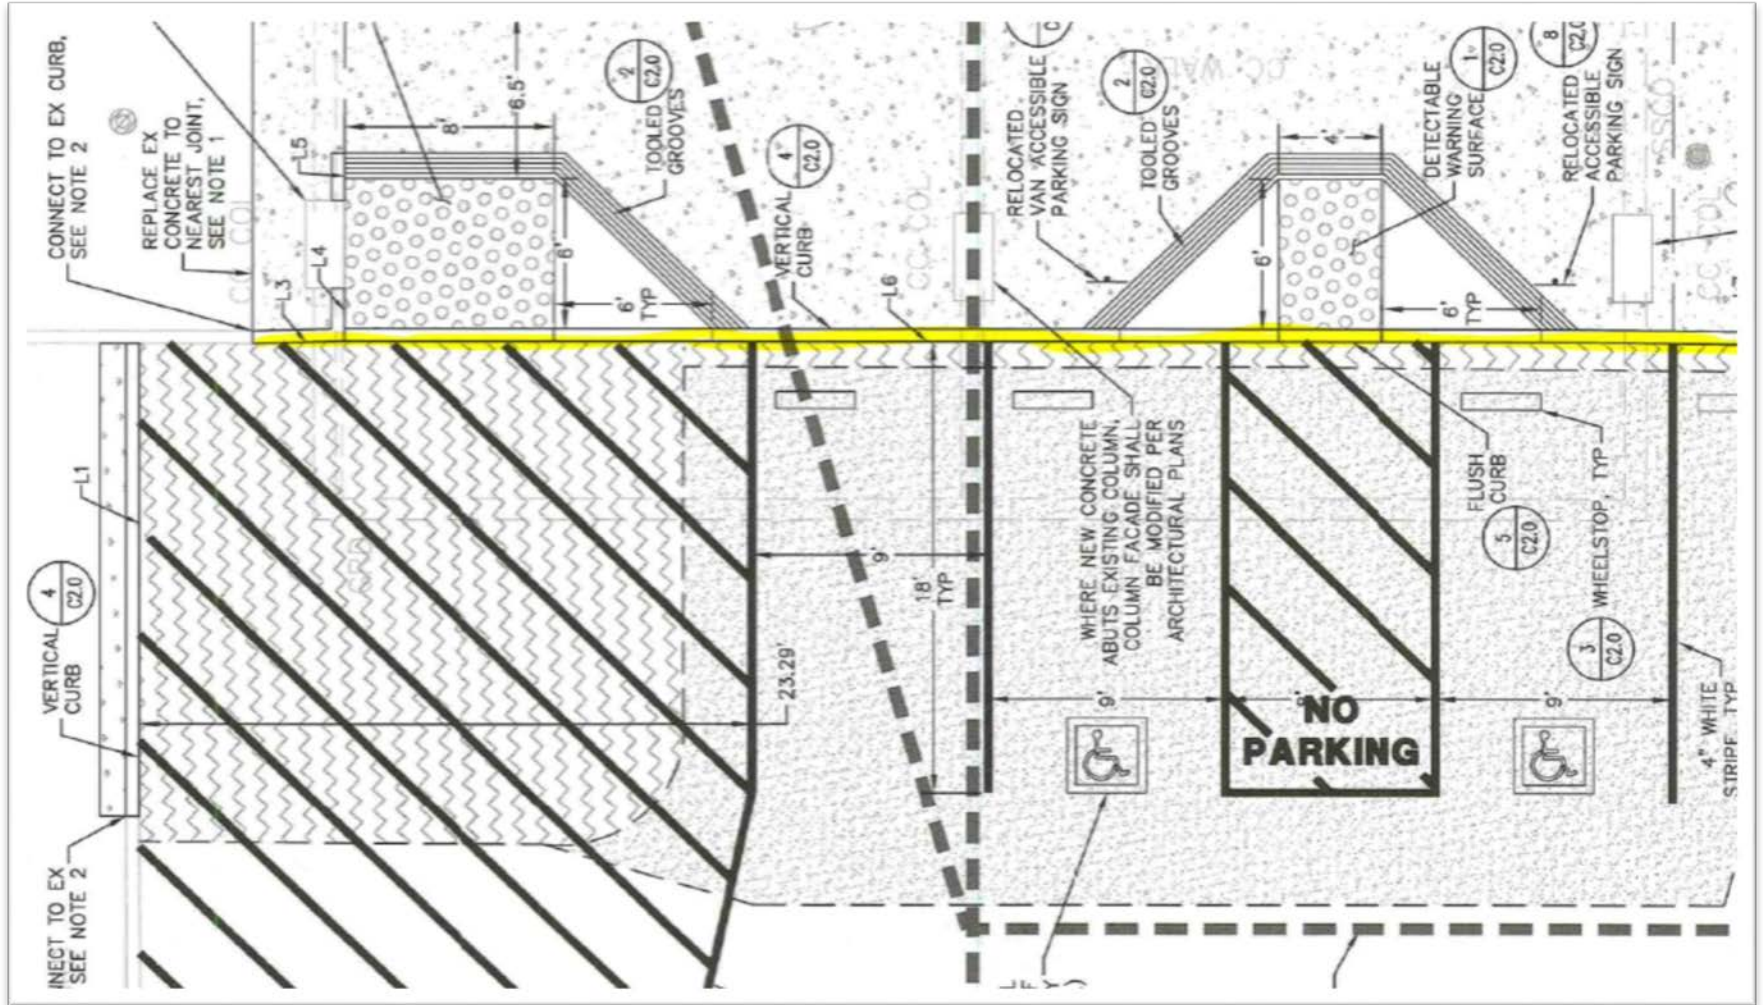 CONNECT TO EX CURB,
SEE NOTE 2
REPLACE EX
CONCRETE TO
NEAREST JOINT,
SEE NOTE 1
L5
L4
L3
8'
6.5'
6'
6'
TYP
2
C2.0
TOOLED
GROOVES
4
C2.0
VERTICAL
CURB
L6
RELOCATED
VAN ACCESSIBLE
PARKING SIGN
2
C2.0
TOOLED
GROOVES
4'
6'
6'
TYP
DETECTABLE
WARNING
SURFACE
1
C2.0
8
C2.0
RELOCATED
ACCESSIBLE
PARKING SIGN
L1
4
C2.0
VERTICAL
CURB
SEE NOTE 2
23.29'
9'
18'
TYP
WHERE NEW CONCRETE
ABUTS EXISTING COLUMN,
COLUMN FACADE SHALL
BE MODIFIED PER
ARCHITECTURAL PLANS
9'
NO
PARKING
FLUSH
CURB
5
C2.0
WHEELSTOP, TYP
3
C2.0
9'
4" WHITE
STRIPE TYP